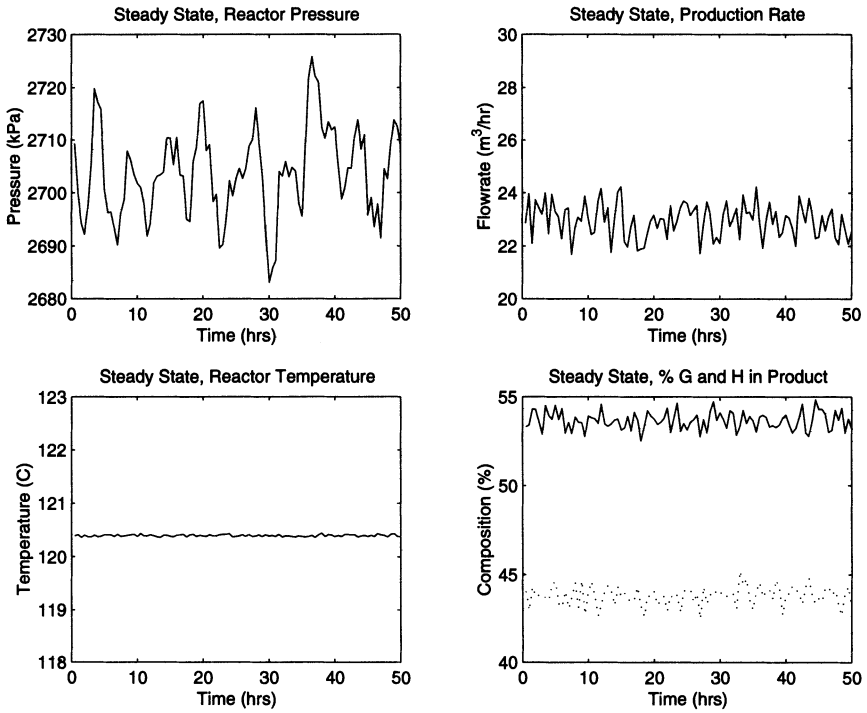 Steady State, Reactor Pressure
2730
2720
2710
2700
2690
2680
Pressure (kPa)
0 10 20 30 40 50
Time (hrs)
Steady State, Production Rate
30
28
26
24
22
20
Flowrate (m³/hr)
0 10 20 30 40 50
Time (hrs)
Steady State, Reactor Temperature
123
122
121
120
119
118
Temperature (C)
0 10 20 30 40 50
Time (hrs)
Steady State, % G and H in Product
55
50
45
40
Composition (%)
0 10 20 30 40 50
Time (hrs)